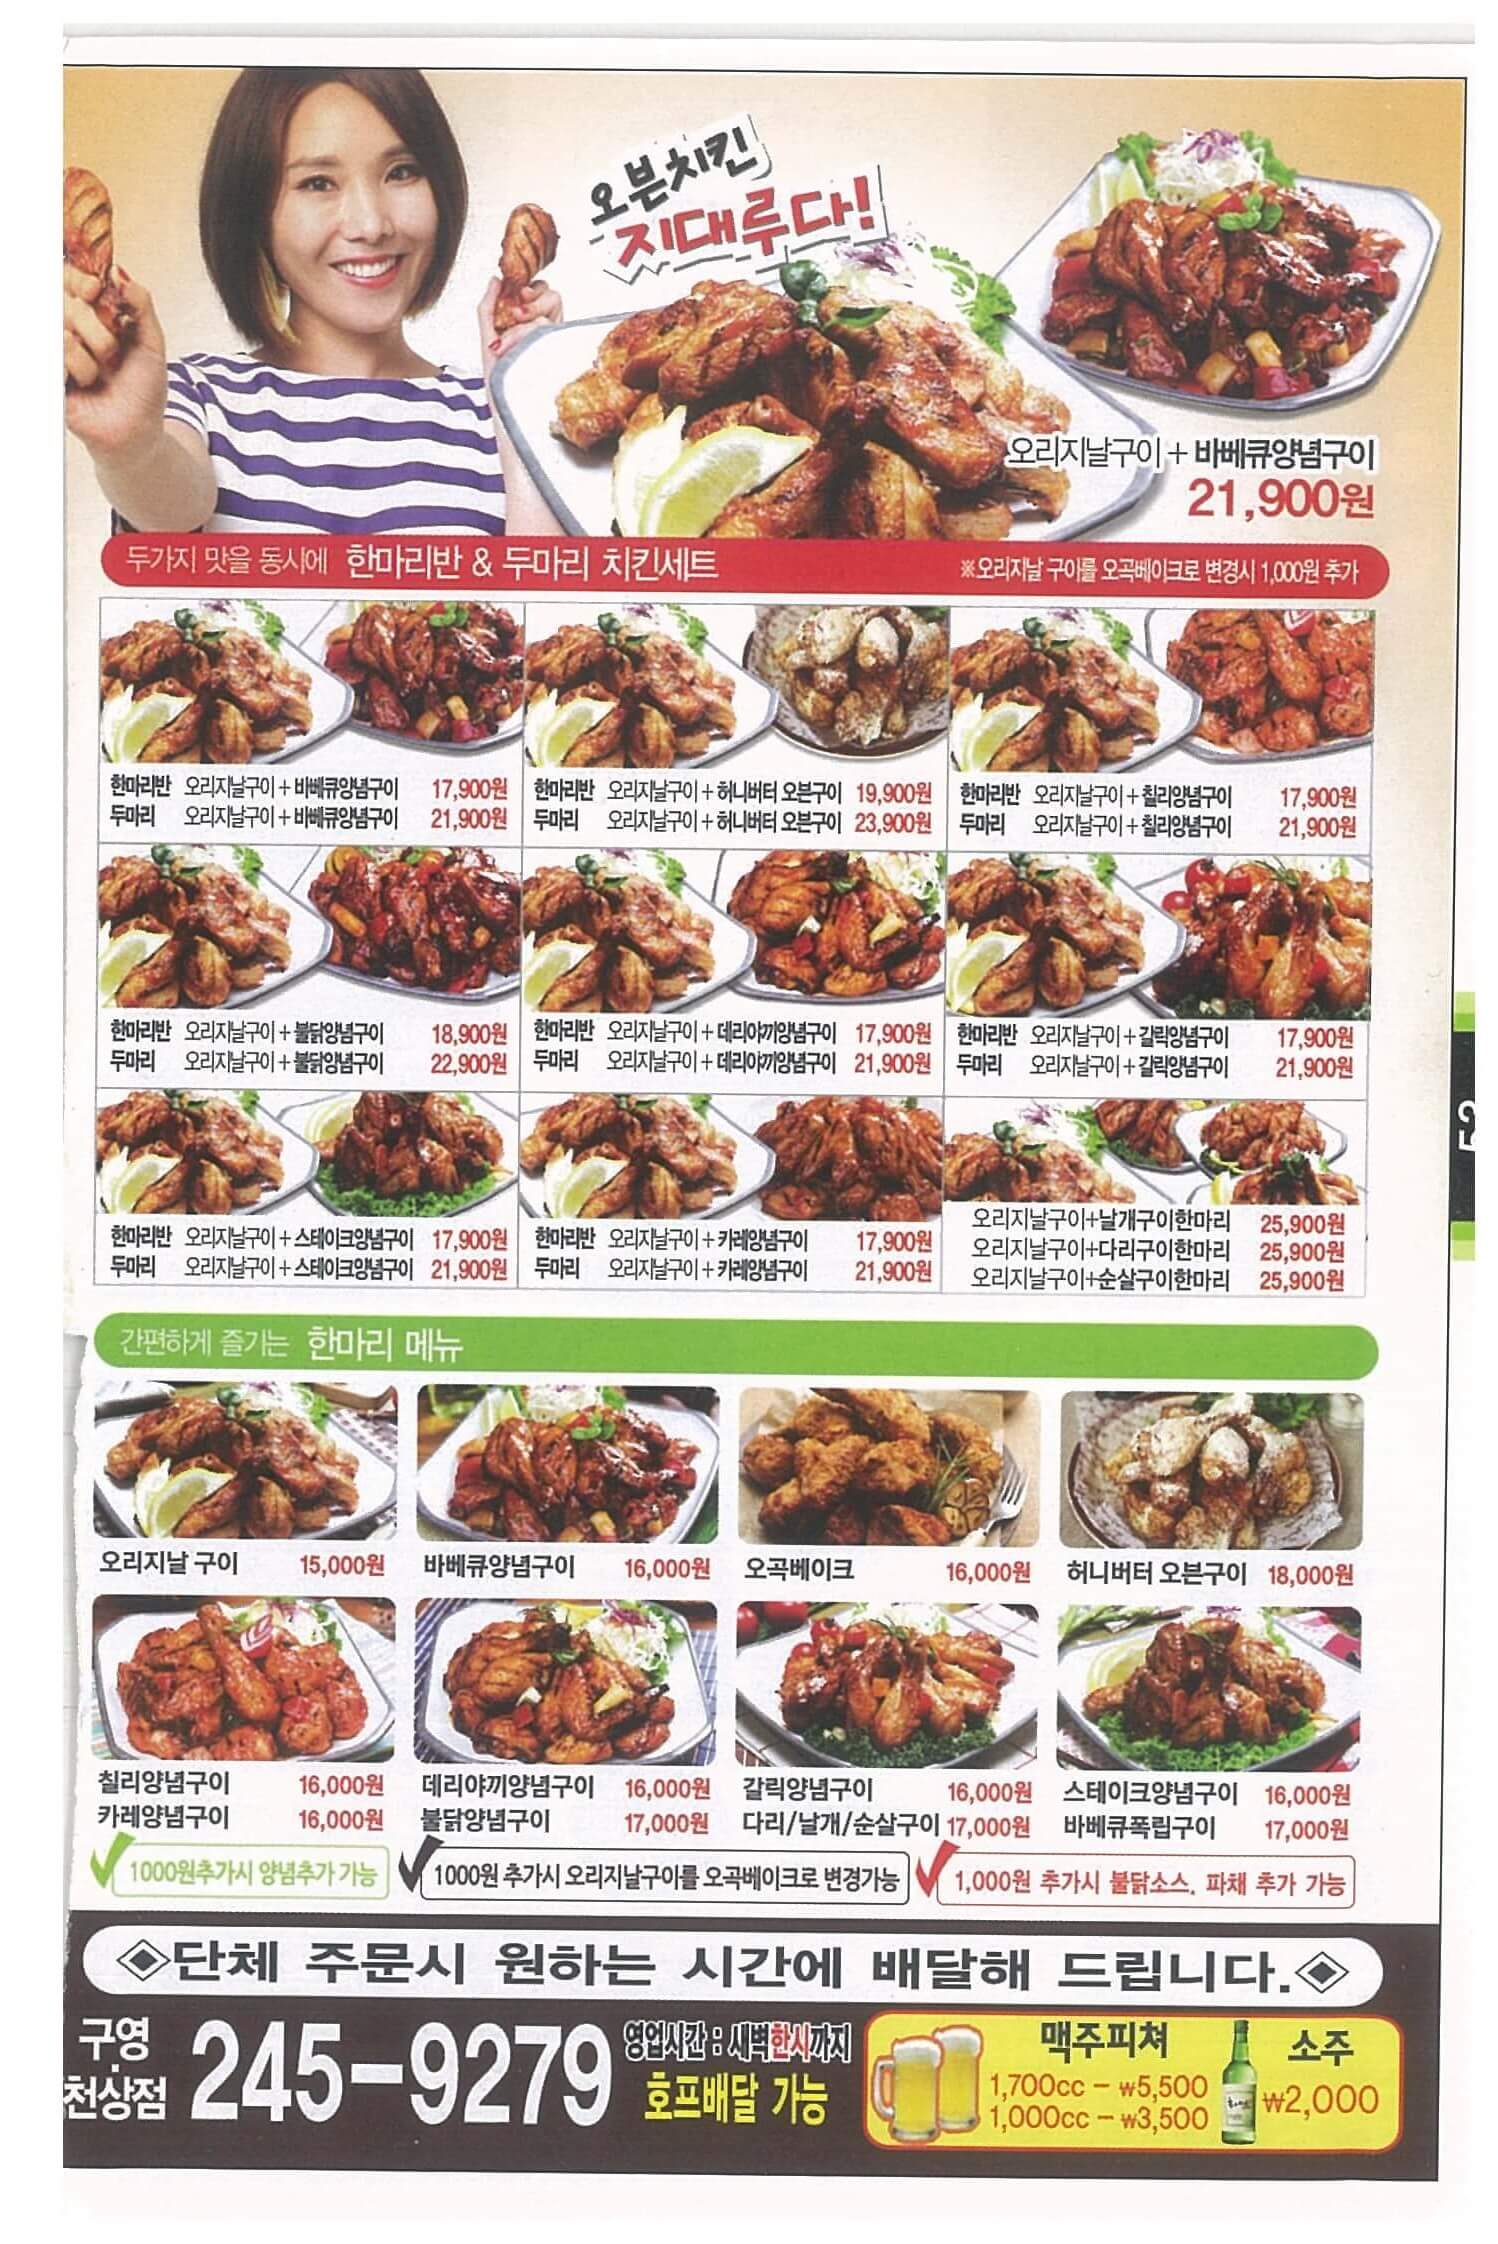 오븐치킨
지대루다!
오리지날구이 + 바베큐양념구이
21,900원
두가지 맛을 동시에 한마리반 & 두마리 치킨세트 ※오리지날 구이를 오곡베이크로 변경시 1,000원 추가
한마리반 오리지날구이 + 바베큐양념구이 17,900원
두마리 오리지날구이 + 바베큐양념구이 21,900원
한마리반 오리지날구이 + 허니버터 오븐구이 19,900원
두마리 오리지날구이 + 허니버터 오븐구이 23,900원
한마리반 오리지날구이 + 칠리양념구이 17,900원
두마리 오리지날구이 + 칠리양념구이 21,900원
한마리반 오리지날구이 + 불닭양념구이 18,900원
두마리 오리지날구이 + 불닭양념구이 22,900원
한마리반 오리지날구이 + 데리야끼양념구이 17,900원
두마리 오리지날구이 + 데리야끼양념구이 21,900원
한마리반 오리지날구이 + 갈릭양념구이 17,900원
두마리 오리지날구이 + 갈릭양념구이 21,900원
한마리반 오리지날구이 + 스테이크양념구이 17,900원
두마리 오리지날구이 + 스테이크양념구이 21,900원
한마리반 오리지날구이 + 카레양념구이 17,900원
두마리 오리지날구이 + 카레양념구이 21,900원
오리지날구이+날개구이한마리 25,900원
오리지날구이+다리구이한마리 25,900원
오리지날구이+순살구이한마리 25,900원
간편하게 즐기는 한마리 메뉴
오리지날 구이 15,000원
바베큐양념구이 16,000원
오곡베이크 16,000원
허니버터 오븐구이 18,000원
칠리양념구이 16,000원
카레양념구이 16,000원
데리야끼양념구이 16,000원
불닭양념구이 17,000원
갈릭양념구이 16,000원
다리/날개/순살구이 17,000원
스테이크양념구이 16,000원
바베큐폭립구이 17,000원
1000원추가시 양념추가 가능
1000원 추가시 오리지날구이를 오곡베이크로 변경가능
1,000원 추가시 불닭소스, 파채 추가 가능
◈단체 주문시 원하는 시간에 배달해 드립니다.◈
구영·천상점 245-9279
영업시간 : 새벽한시까지
호프배달 가능
맥주피쳐
1,700cc - ₩5,500
1,000cc - ₩3,500
소주
₩2,000